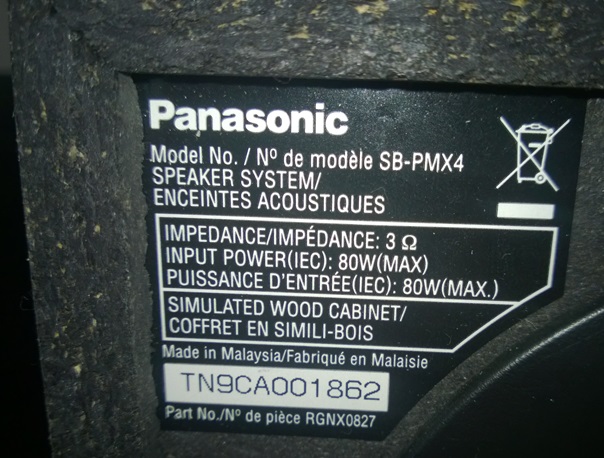 Panasonic
Model No. / Nº de modèle SB-PMX4
SPEAKER SYSTEM/
ENCEINTES ACOUSTIQUES
IMPEDANCE/IMPÉDANCE: 3 Ω
INPUT POWER(IEC): 80W(MAX)
PUISSANCE D'ENTRÉE(IEC): 80W(MAX.)
SIMULATED WOOD CABINET/
COFFRET EN SIMILI-BOIS
Made in Malaysia/Fabriqué en Malaisie
TN9CA001862
Part No./Nº de pièce RGNX0827